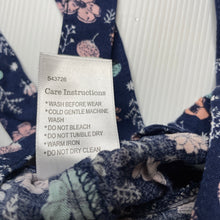 543726
Care Instructions
*WASH BEFORE WEAR
*COLD GENTLE MACHINE
WASH
*DO NOT BLEACH
*DO NOT TUMBLE DRY
*WARM IRON
*DO NOT DRY CLEAN